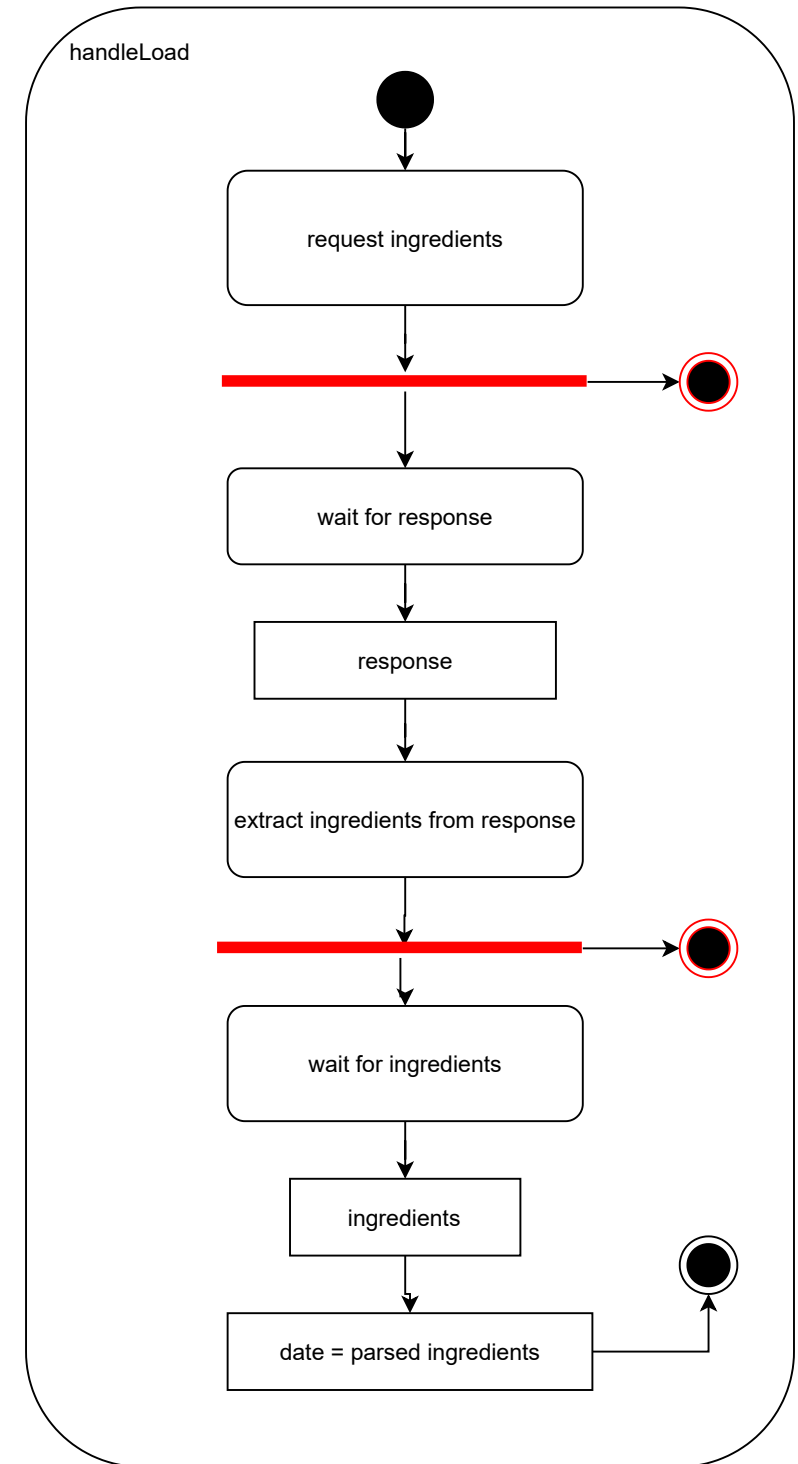 handleLoad
request ingredients
wait for response
response
extract ingredients from response
wait for ingredients
ingredients
date = parsed ingredients